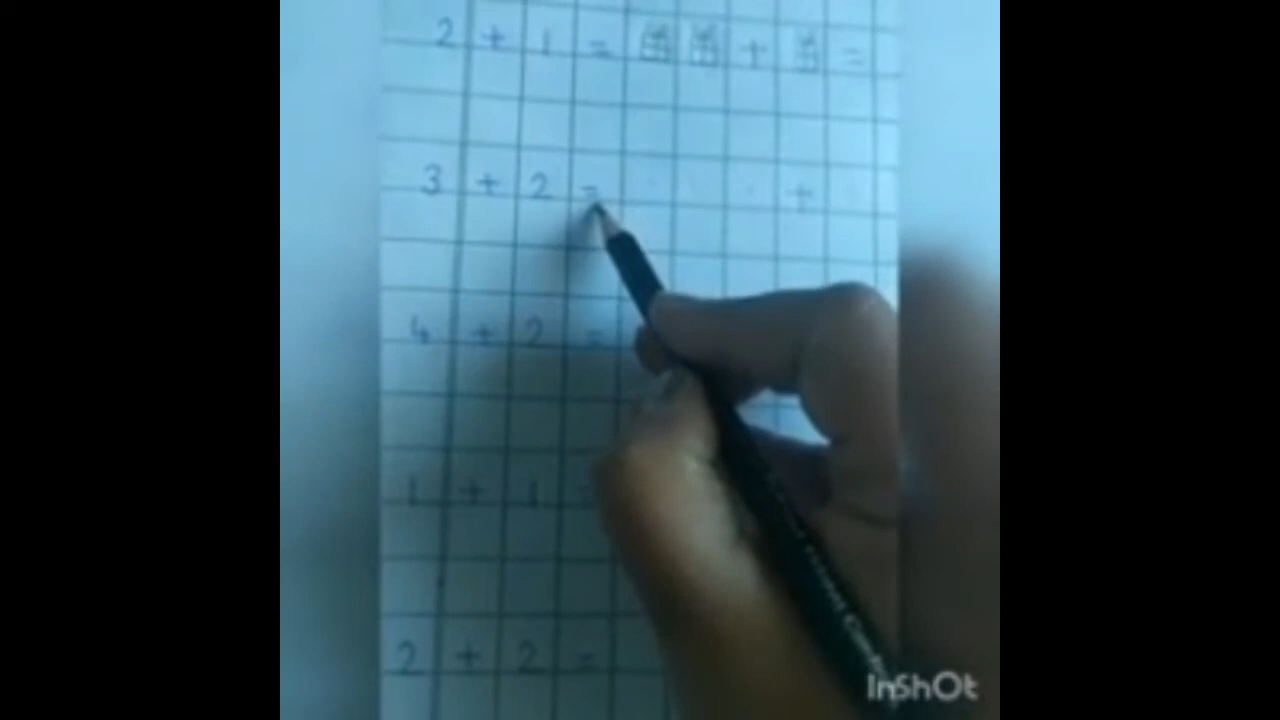 2 + 1 = + =
3 + 2 = +
4 + 2 =
1 + 1
2 + 2 =
InShOt